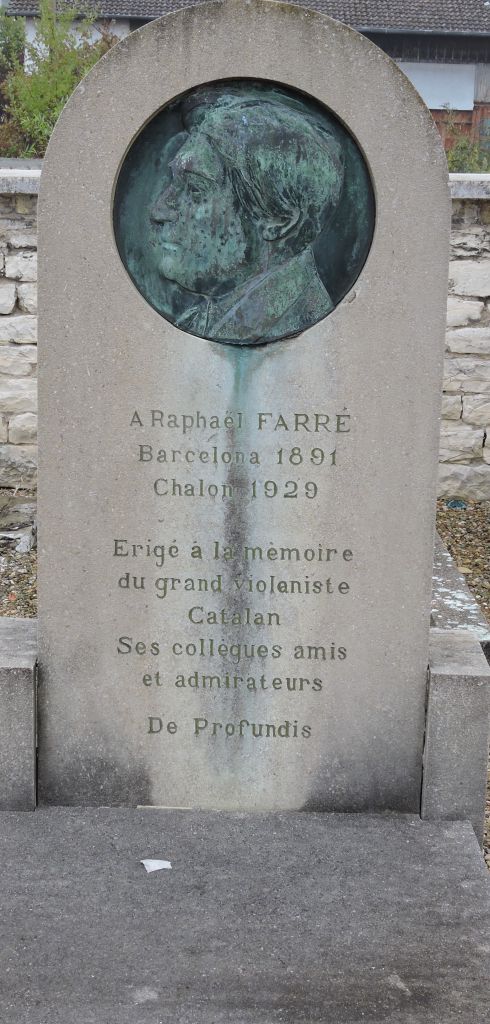 A Raphaël FARRÉ
Barcelona 1891
Chalon 1929
Erigé à la mémoire
du grand violoniste
Catalan
Ses collègues amis
et admirateurs
De Profundis